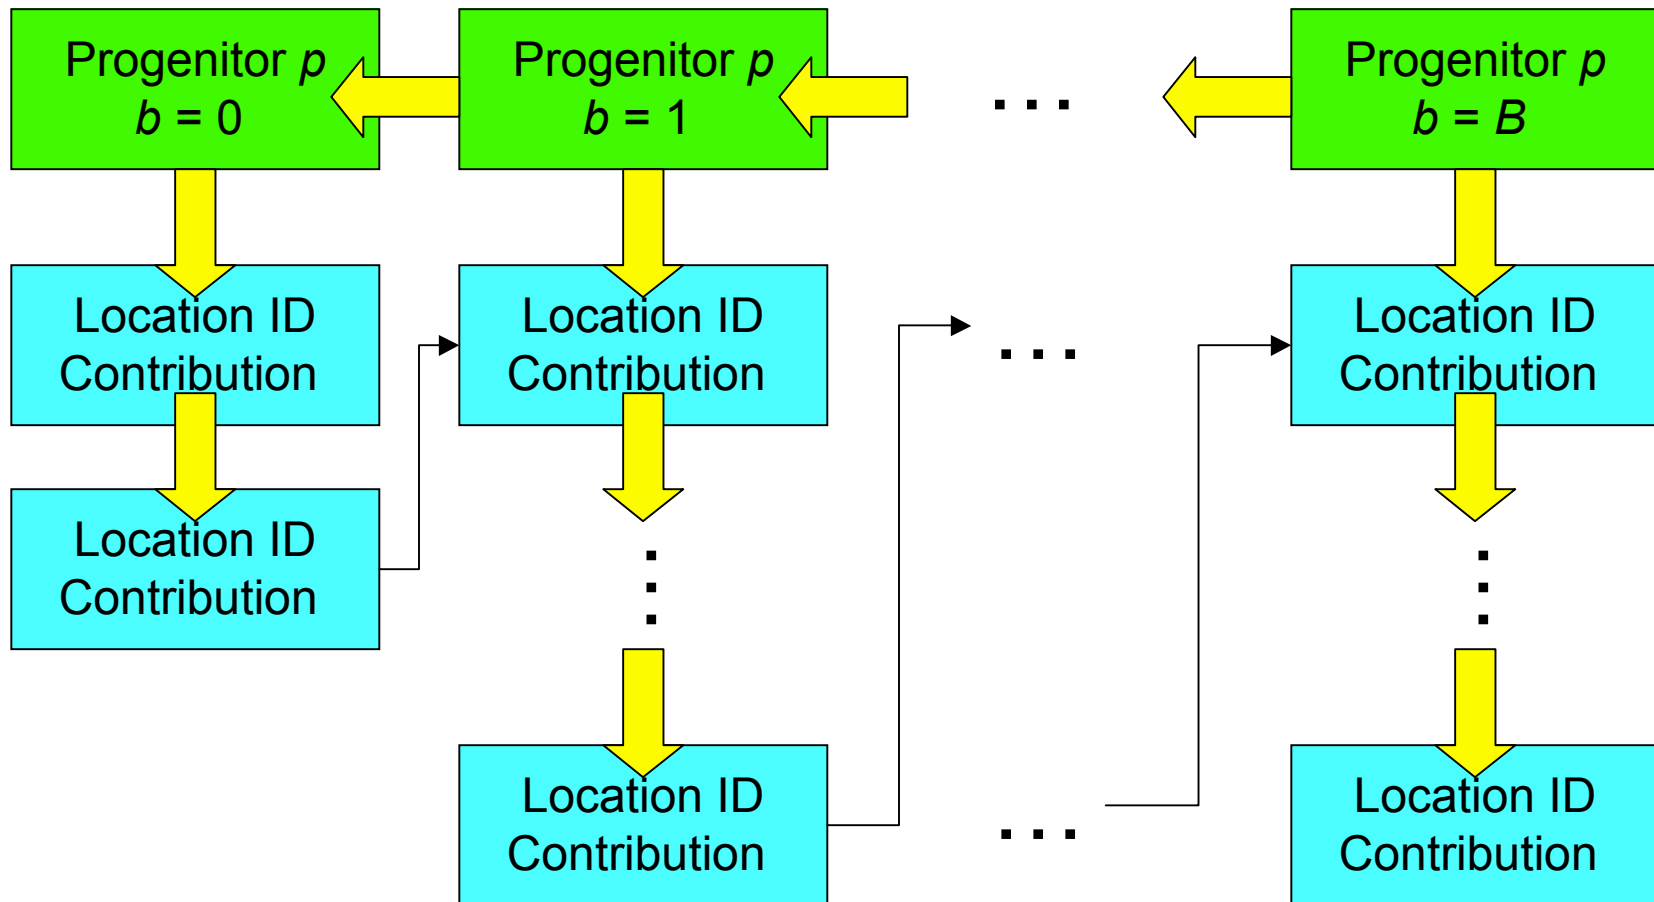 Progenitor p
b = 0
Progenitor p
b = 1
. . .
Progenitor p
b = B
Location ID
Contribution
Location ID
Contribution
. . .
Location ID
Contribution
Location ID
Contribution
Location ID
Contribution
. . .
Location ID
Contribution